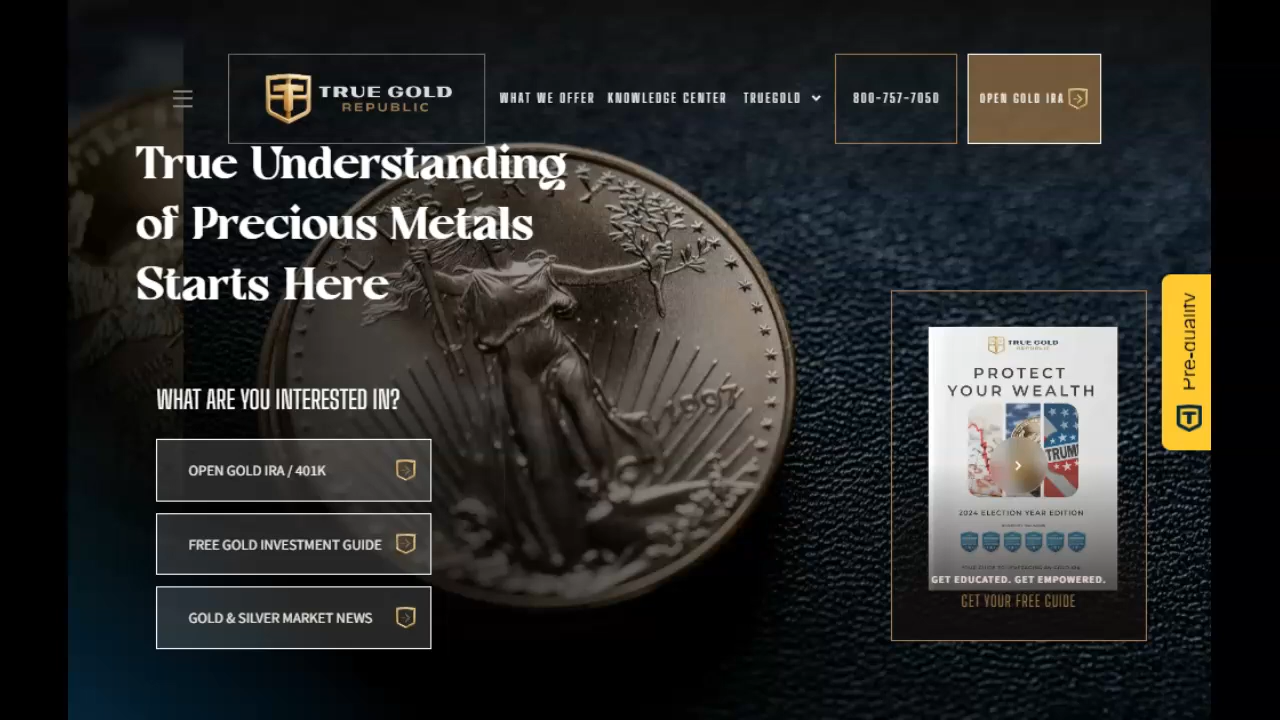 TRUE GOLD
REPUBLIC
WHAT WE OFFER
KNOWLEDGE CENTER
TRUEGOLD
800-757-7050
OPEN GOLD IRA
True Understanding
of Precious Metals
Starts Here
1997
WHAT ARE YOU INTERESTED IN?
OPEN GOLD IRA / 401K
FREE GOLD INVESTMENT GUIDE
GOLD & SILVER MARKET NEWS
TRUE GOLD
REPUBLIC
PROTECT
YOUR WEALTH
TRUMP
2024 ELECTION YEAR EDITION
GET EDUCATED. GET EMPOWERED.
GET YOUR FREE GUIDE
Pre-qualify